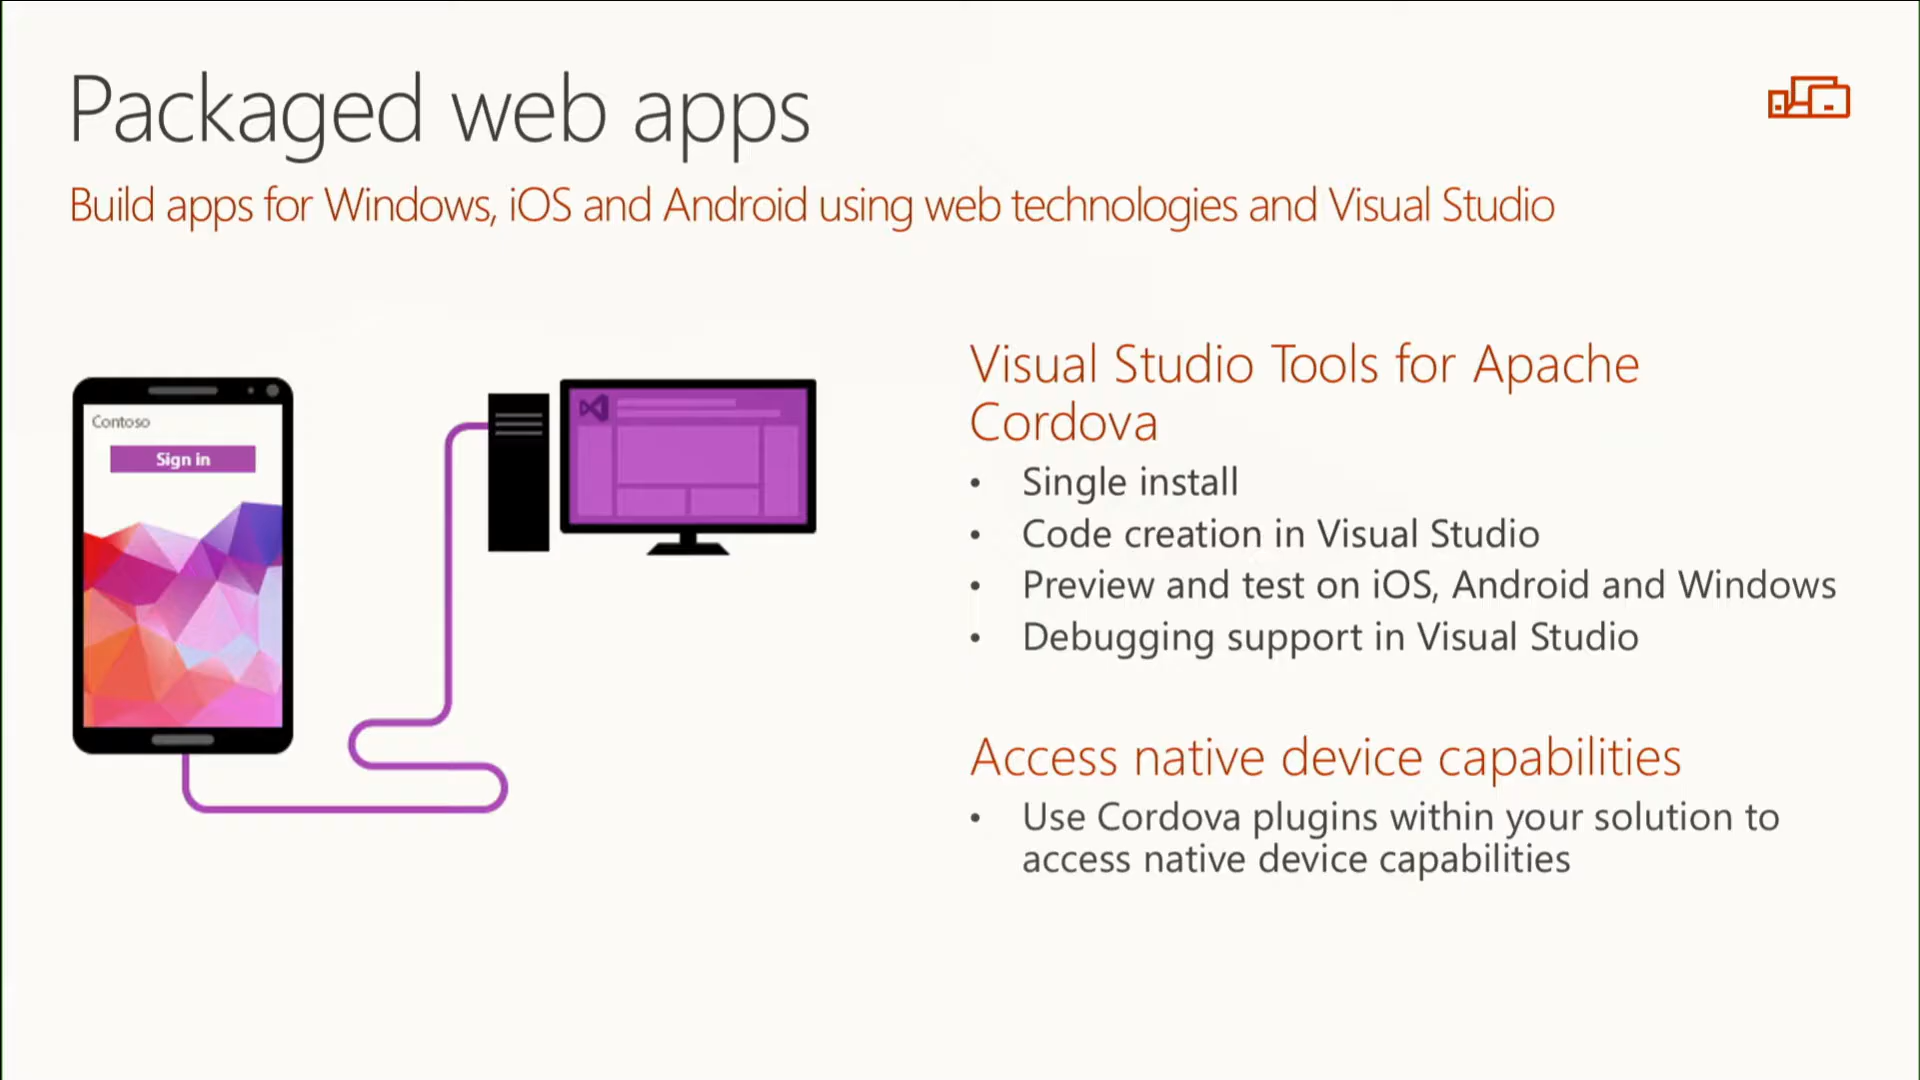 Packaged web apps
Build apps for Windows, iOS and Android using web technologies and Visual Studio
Contoso
Sign in
Visual Studio Tools for Apache
Cordova
• Single install
• Code creation in Visual Studio
• Preview and test on iOS, Android and Windows
• Debugging support in Visual Studio
Access native device capabilities
• Use Cordova plugins within your solution to
access native device capabilities